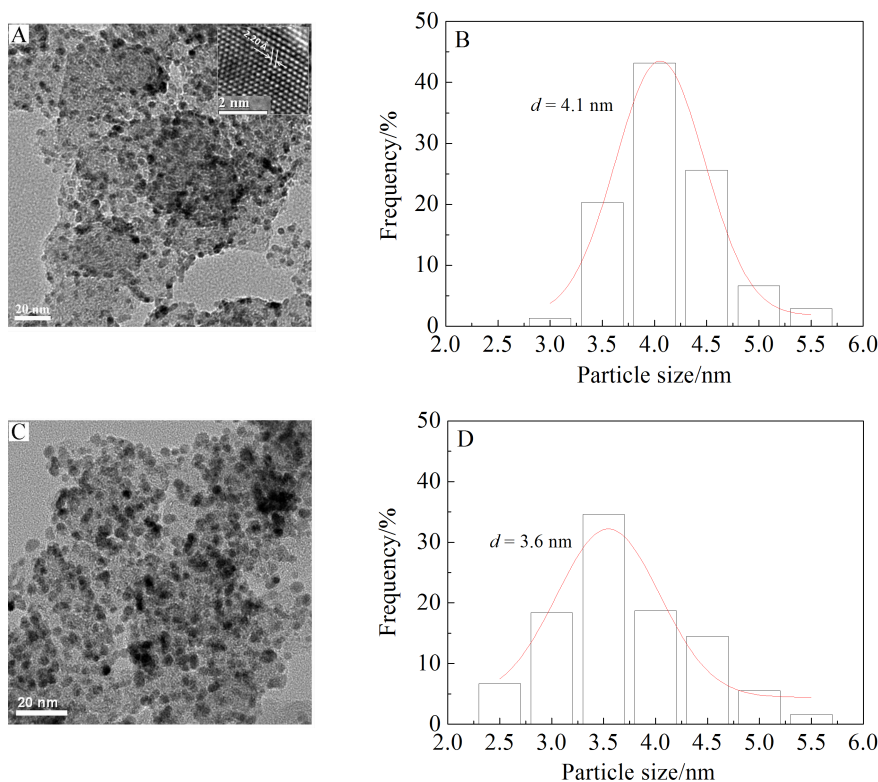 A
2.20 Å
2 nm
20 nm
B
d = 4.1 nm
Frequency/%
50
40
30
20
10
0
2.0 2.5 3.0 3.5 4.0 4.5 5.0 5.5 6.0
Particle size/nm
C
20 nm
D
d = 3.6 nm
Frequency/%
50
40
30
20
10
0
2.0 2.5 3.0 3.5 4.0 4.5 5.0 5.5 6.0
Particle size/nm